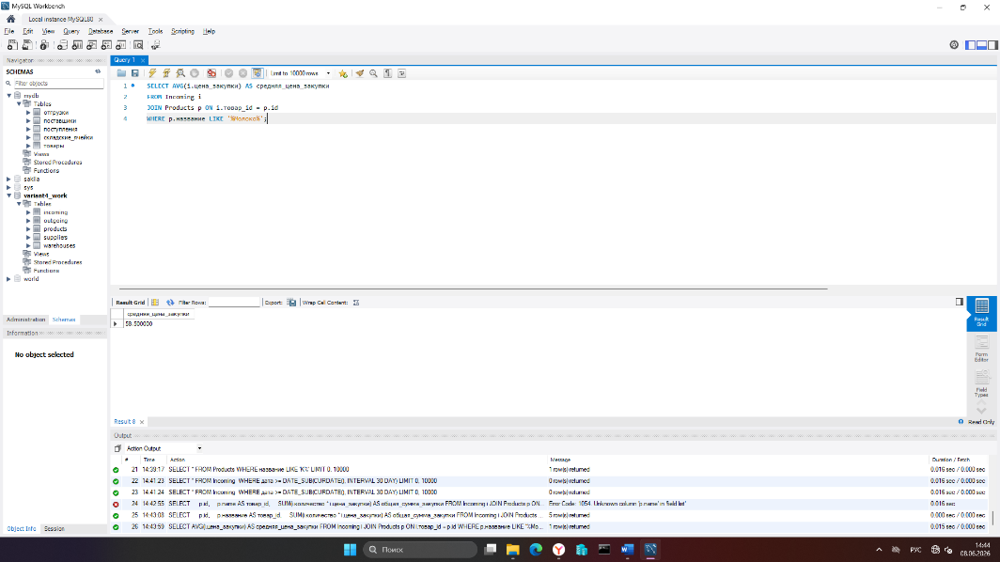 MySQL Workbench
Local instance MySQL80 ×
File Edit View Query Database Server Tools Scripting Help
Navigator
SCHEMAS
Filter objects
mydb
Tables
отгрузки
поставщики
поступления
складские_ячейки
товары
Views
Stored Procedures
Functions
sakila
sys
variant4_work
Tables
incoming
outgoing
products
suppliers
warehouses
Views
Stored Procedures
Functions
world
Administration Schemas
Information
No object selected
Object Info Session
Query 1 ×
Limit to 10000 rows
1 SELECT AVG(i.цена_закупки) AS средняя_цена_закупки
2 FROM Incoming i
3 JOIN Products p ON i.товар_id = p.id
4 WHERE p.название LIKE '%Молоко%';
Result Grid Filter Rows: Export: Wrap Cell Content:
средняя_цена_закупки
58.500000
Result Grid
Form Editor
Field Types
Result 8 × Read Only
Output
Action Output
# Time Action Message Duration / Fetch
21 14:39:17 SELECT * FROM Products WHERE название LIKE '%' LIMIT 0, 10000 1 row(s) returned 0.016 sec / 0.000 sec
22 14:41:23 SELECT * FROM Incoming WHERE дата >= DATE_SUB(CURDATE(), INTERVAL 30 DAY) LIMIT 0, 10000 0 row(s) returned 0.016 sec / 0.000 sec
23 14:41:24 SELECT * FROM Incoming WHERE дата >= DATE_SUB(CURDATE(), INTERVAL 30 DAY) LIMIT 0, 10000 0 row(s) returned 0.016 sec / 0.000 sec
24 14:42:55 SELECT p.id, p.name AS товар_id, SUM(i.количество * i.цена_закупки) AS общая_сумма_закупки FROM Incoming i JOIN Products p ON... Error Code: 1054. Unknown column 'p.name' in 'field list' 0.016 sec
25 14:43:08 SELECT p.id, p.название AS товар_id, SUM(i.количество * i.цена_закупки) AS общая_сумма_закупки FROM Incoming i JOIN Products... 5 row(s) returned 0.000 sec / 0.000 sec
26 14:43:59 SELECT AVG(i.цена_закупки) AS средняя_цена_закупки FROM Incoming i JOIN Products p ON i.товар_id = p.id WHERE p.название LIKE '%Мо... 1 row(s) returned 0.015 sec / 0.000 sec
Поиск
РУС
14:44
08.06.2026